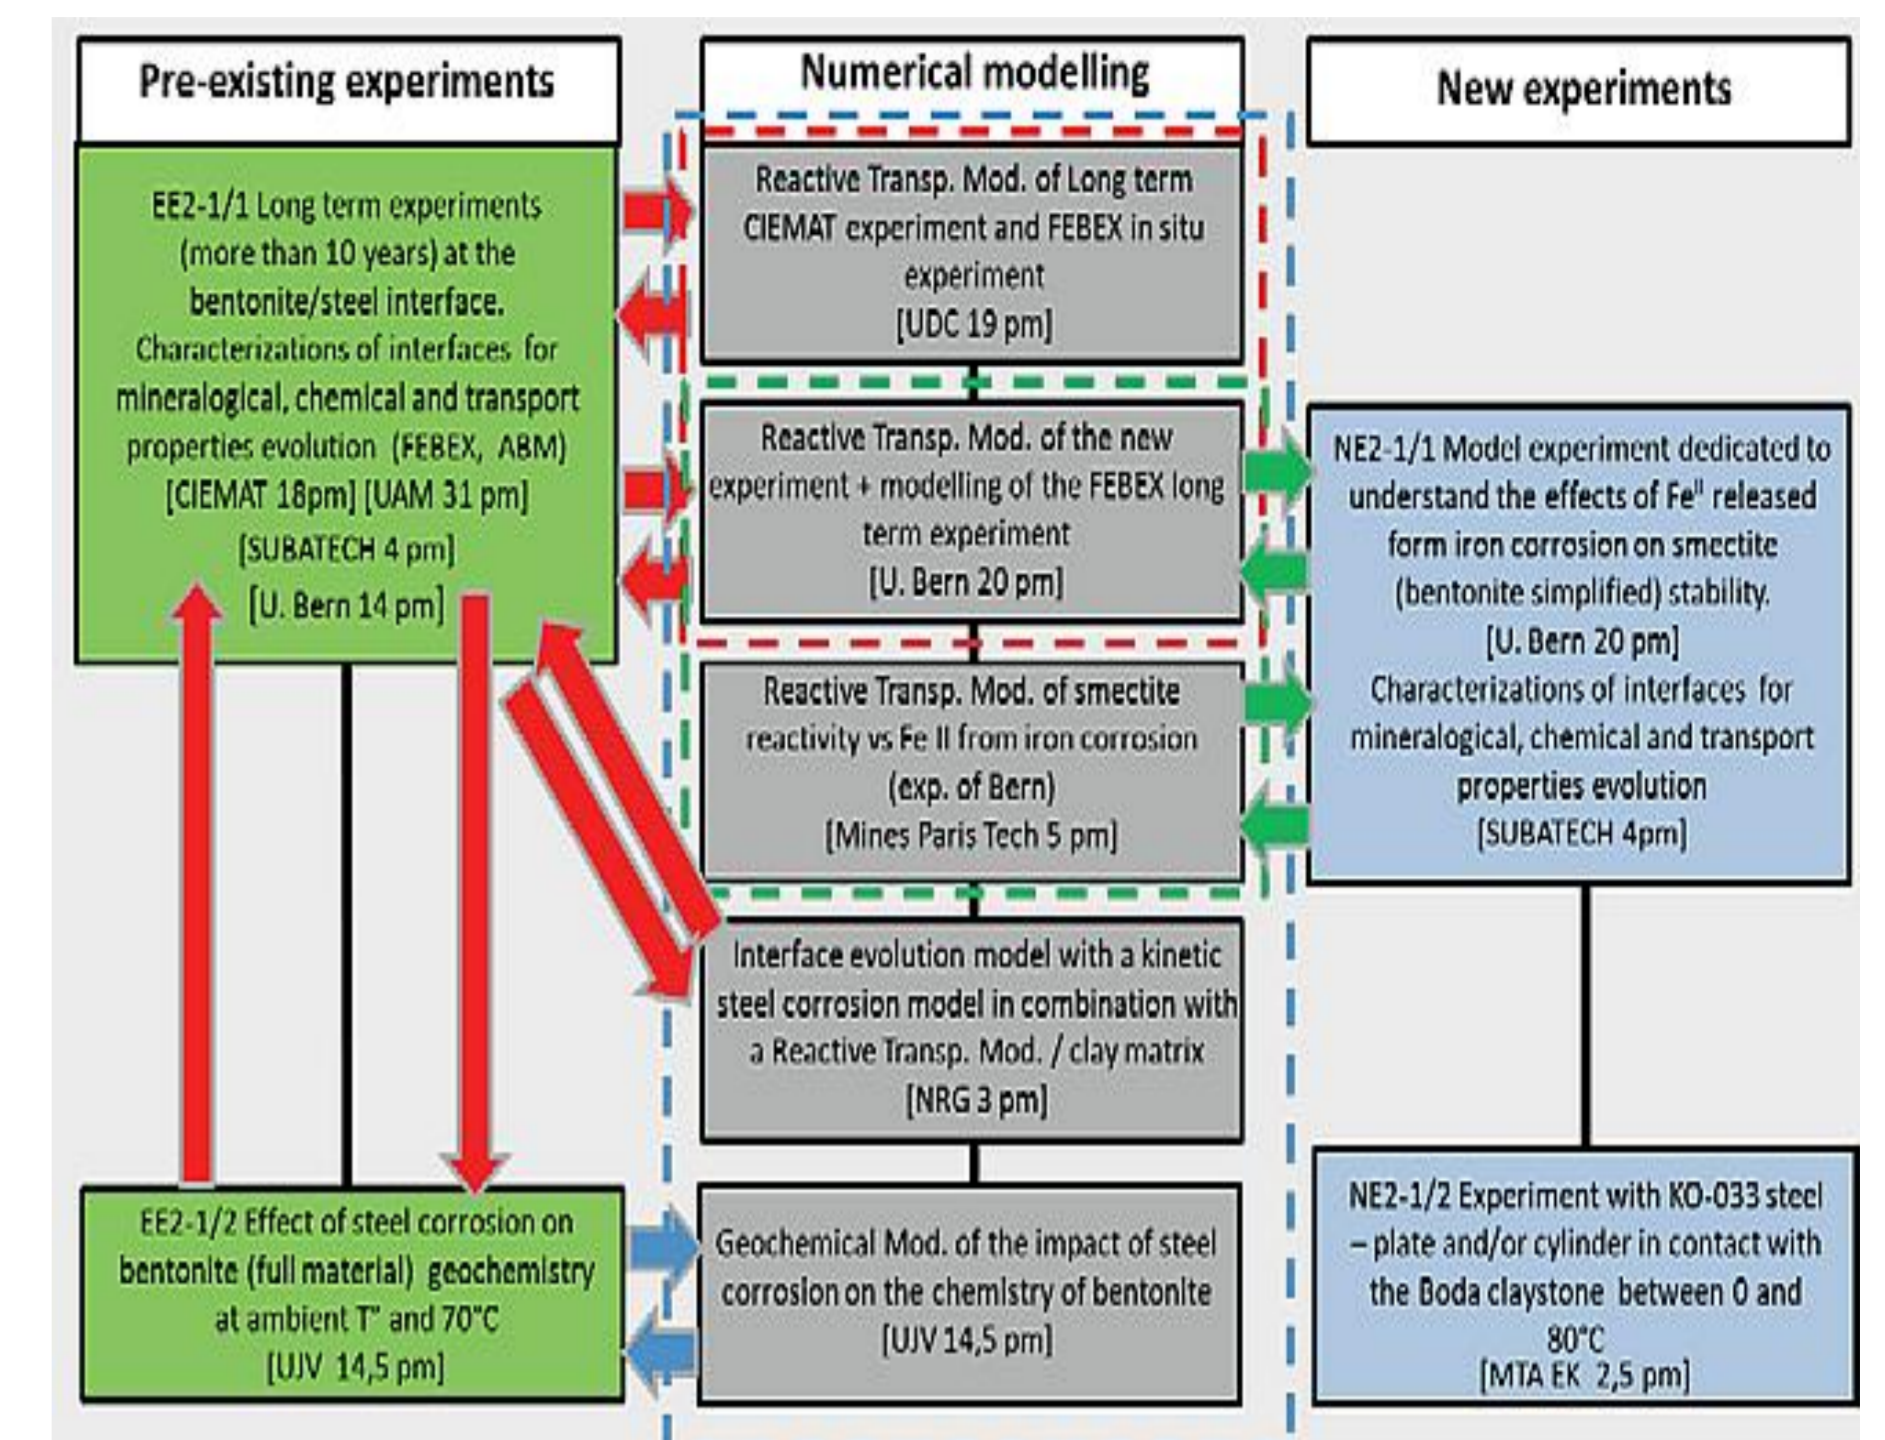 Pre-existing experiments
EE2-1/1 Long term experiments
(more than 10 years) at the
bentonite/steel interface.
Characterizations of interfaces for
mineralogical, chemical and transport
properties evolution (FEBEX, ABM)
[CIEMAT 18pm] [UAM 31 pm]
[SUBATECH 4 pm]
[U. Bern 14 pm]
EE2-1/2 Effect of steel corrosion on
bentonite (full material) geochemistry
at ambient T° and 70°C
[UJV 14,5 pm]
Numerical modelling
Reactive Transp. Mod. of Long term
CIEMAT experiment and FEBEX in situ
experiment
[UDC 19 pm]
Reactive Transp. Mod. of the new
experiment + modelling of the FEBEX long
term experiment
[U. Bern 20 pm]
Reactive Transp. Mod. of smectite
reactivity vs Fe II from iron corrosion
(exp. of Bern)
[Mines Paris Tech 5 pm]
Interface evolution model with a kinetic
steel corrosion model in combination with
a Reactive Transp. Mod. / clay matrix
[NRG 3 pm]
Geochemical Mod. of the impact of steel
corrosion on the chemistry of bentonite
[UJV 14,5 pm]
New experiments
NE2-1/1 Model experiment dedicated to
understand the effects of Feᴵᴵ released
form iron corrosion on smectite
(bentonite simplified) stability.
[U. Bern 20 pm]
Characterizations of interfaces for
mineralogical, chemical and transport
properties evolution
[SUBATECH 4pm]
NE2-1/2 Experiment with KO-033 steel
– plate and/or cylinder in contact with
the Boda claystone between 0 and
80°C
[MTA EK 2,5 pm]